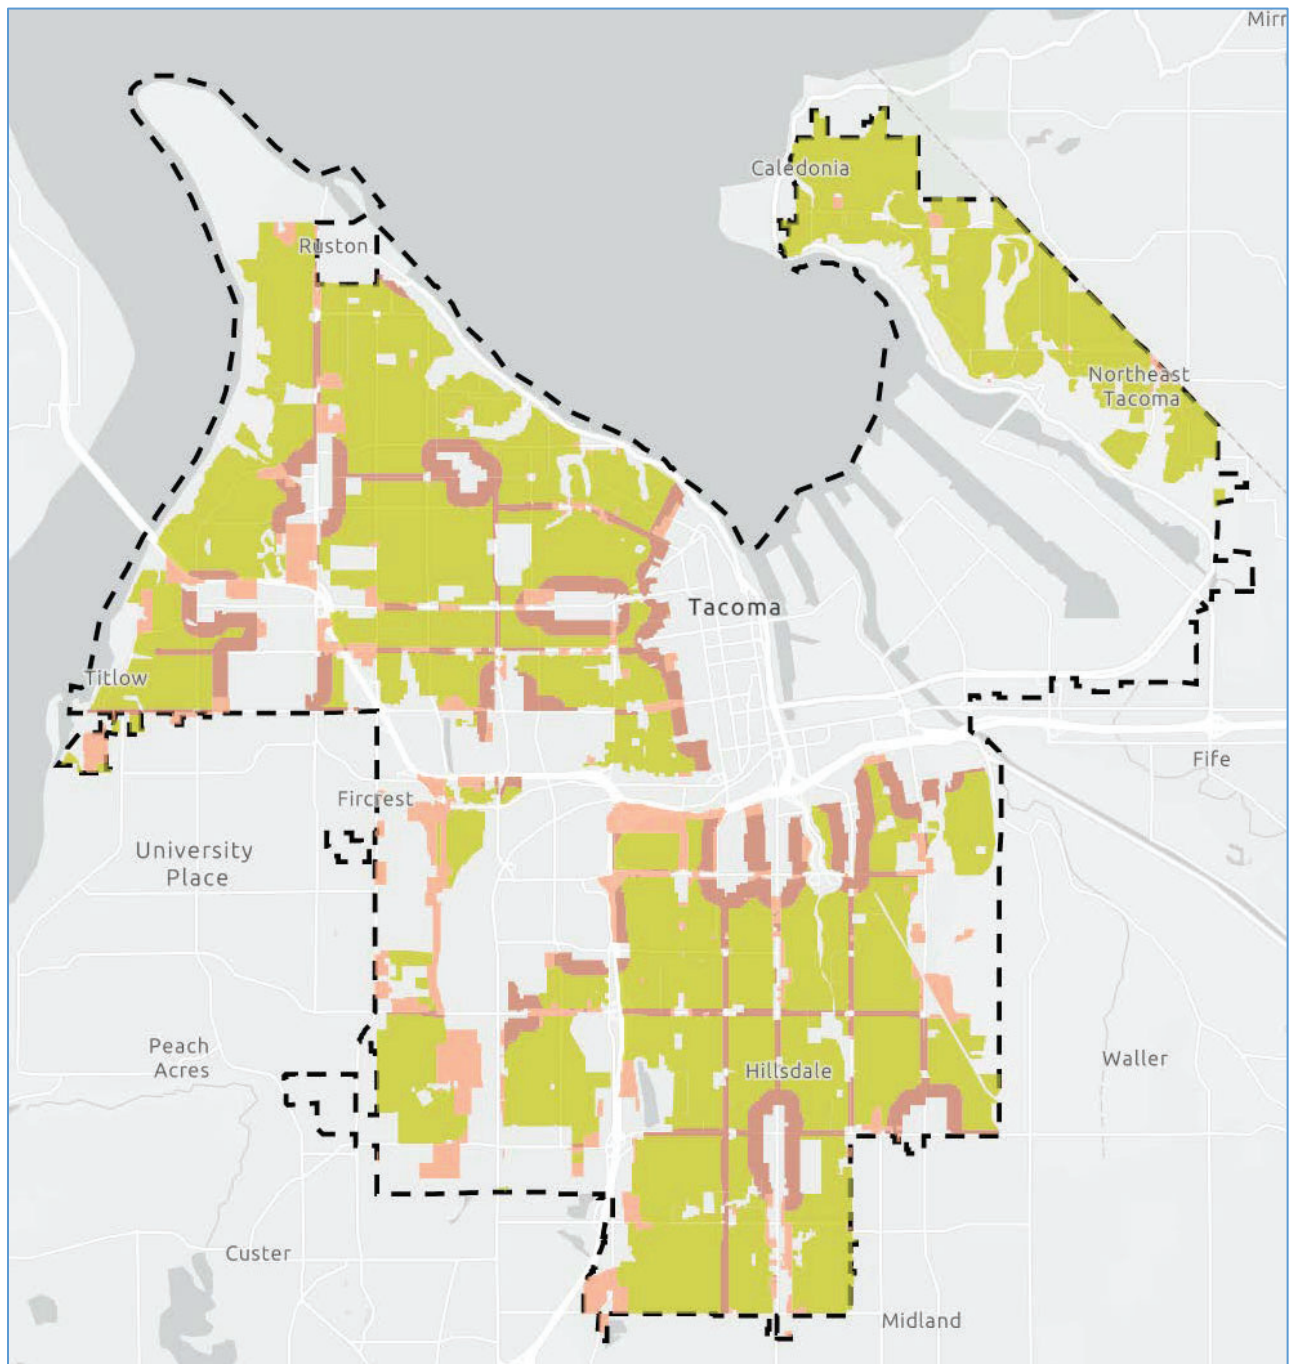 Mirr
Caledonia
Ruston
Northeast
Tacoma
Tacoma
Titlow
Fife
Fircrest
University
Place
Peach
Acres
Hillsdale
Waller
Custer
Midland